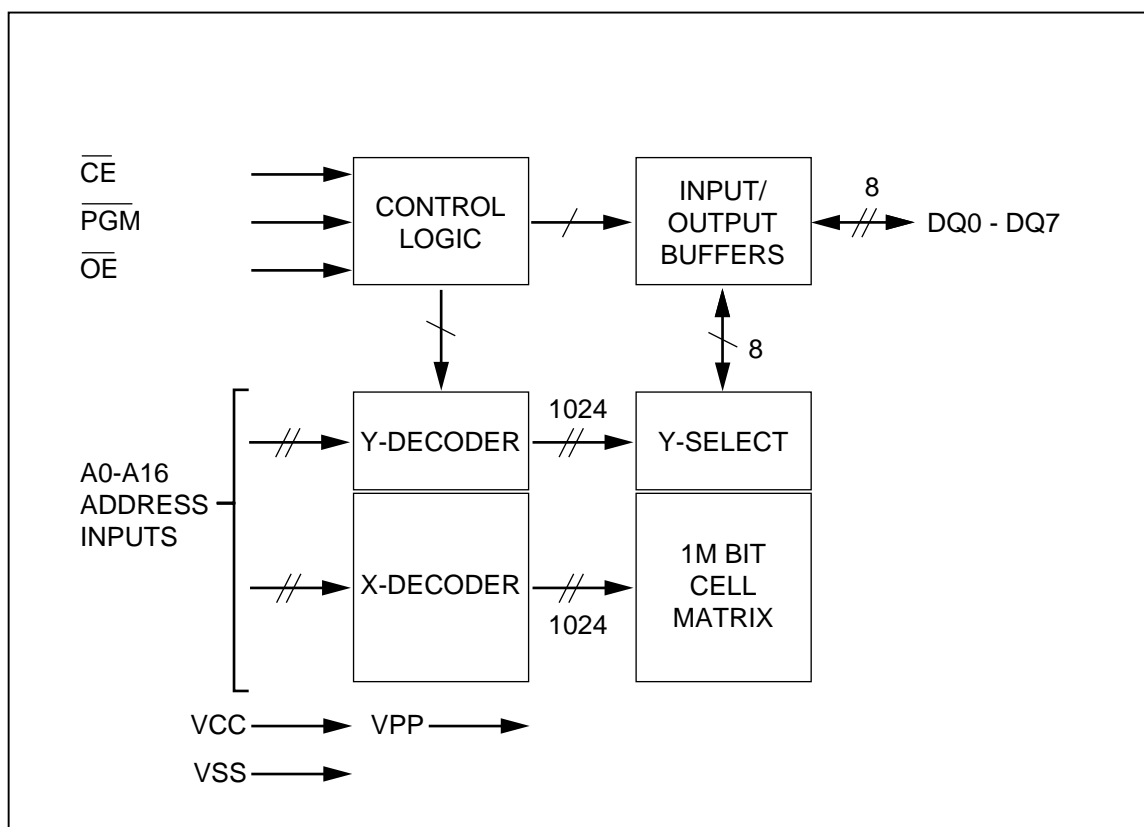 CE
PGM
OE
CONTROL
LOGIC
INPUT/
OUTPUT
BUFFERS
8
DQ0 - DQ7
8
A0-A16
ADDRESS
INPUTS
Y-DECODER
1024
Y-SELECT
X-DECODER
1024
1M BIT
CELL
MATRIX
VCC
VPP
VSS